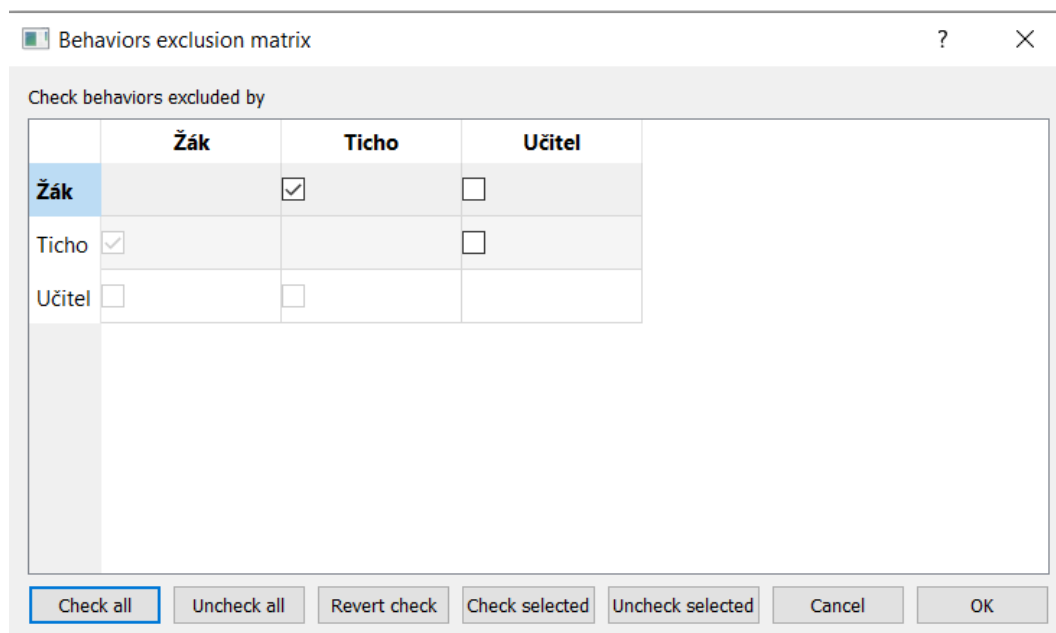 Behaviors exclusion matrix ?
Check behaviors excluded by
Žák Ticho Učitel
Žák
Ticho
Učitel
Check all Uncheck all Revert check Check selected Uncheck selected Cancel OK